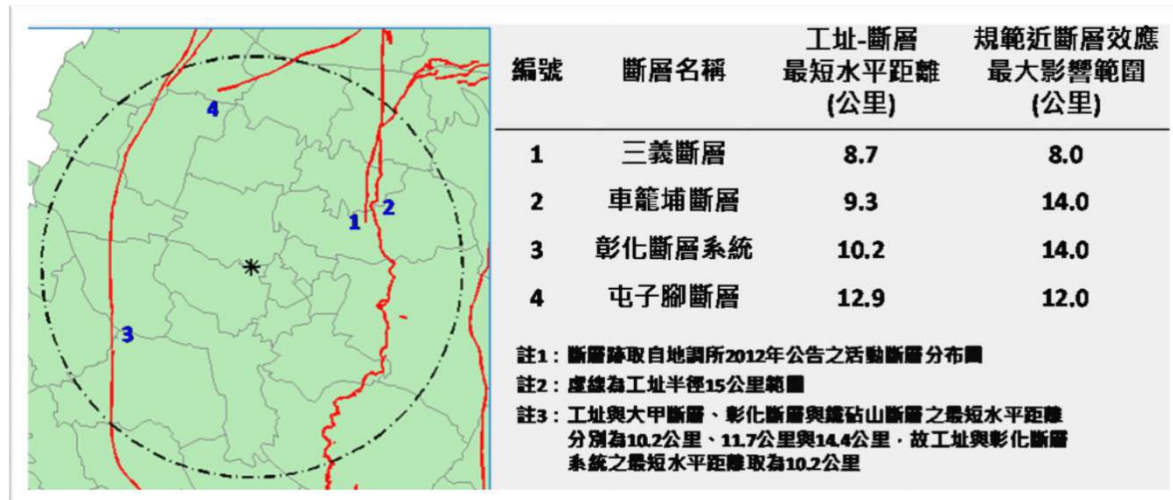 4
1
2
3
編號 斷層名稱 工址-斷層 規範近斷層效應
最短水平距離 最大影響範圍
(公里) (公里)
1 三義斷層 8.7 8.0
2 車籠埔斷層 9.3 14.0
3 彰化斷層系統 10.2 14.0
4 屯子腳斷層 12.9 12.0
註1：斷層跡取自地調所2012年公告之活動斷層分布圖
註2：虛線為工址半徑15公里範圍
註3：工址與大甲斷層、彰化斷層與鐵砧山斷層之最短水平距離
分別為10.2公里、11.7公里與14.4公里，故工址與彰化斷層
系統之最短水平距離取為10.2公里